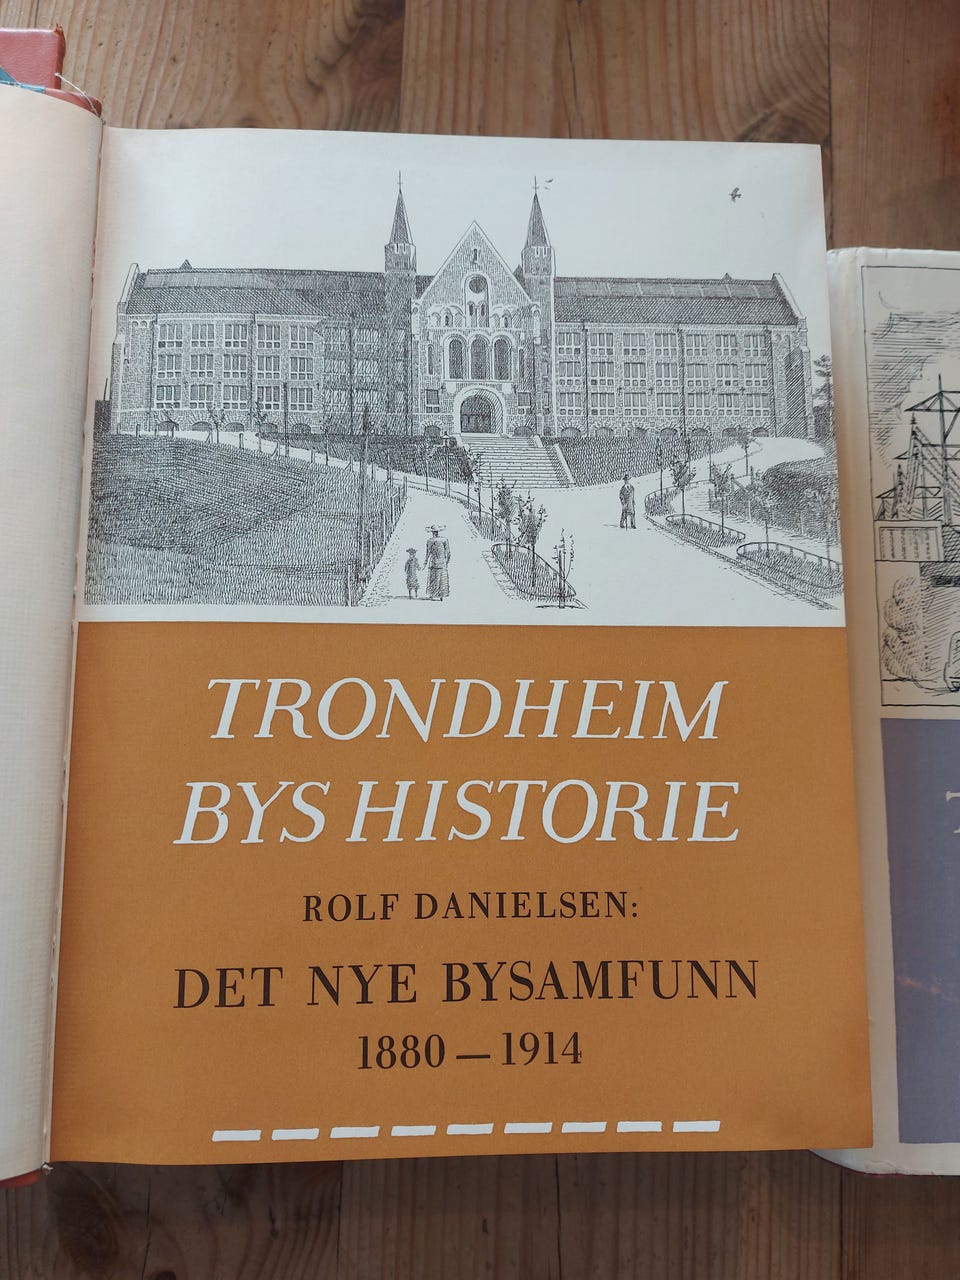 TRONDHEIM
BYS HISTORIE
ROLF DANIELSEN:
DET NYE BYSAMFUNN
1880 — 1914